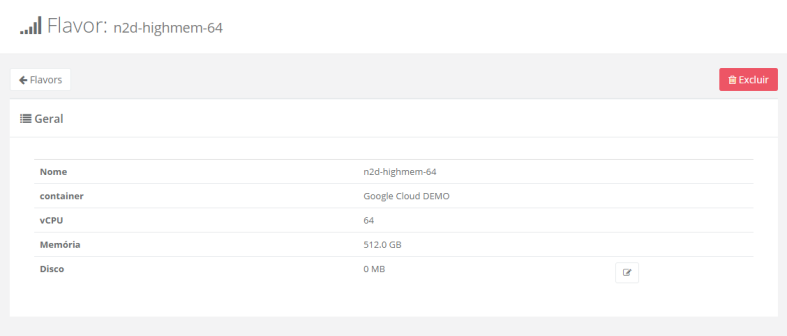 Flavor: n2d-highmem-64
Flavors
Excluir
Geral
Nome n2d-highmem-64
container Google Cloud DEMO
vCPU 64
Memória 512.0 GB
Disco 0 MB